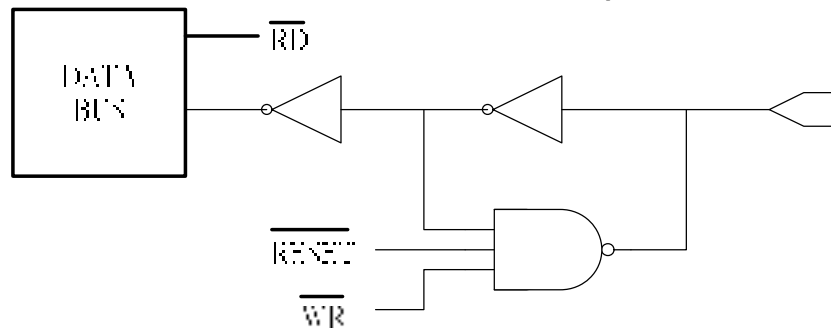 RD
DATA
BUS
RESET
WR